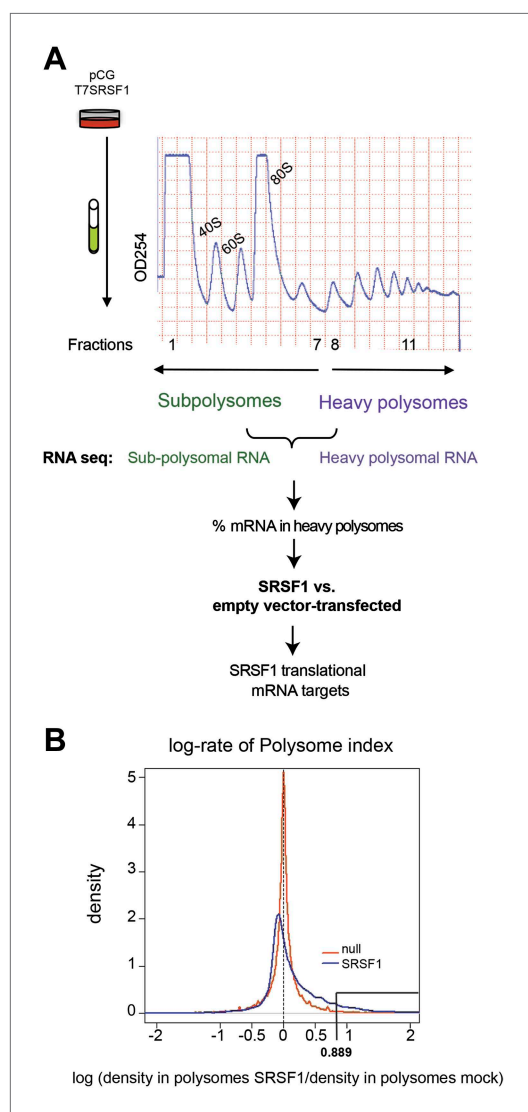 A
pCG
T7SRSF1
OD254
40S
60S
80S
Fractions 1 7 8 11
Subpolysomes Heavy polysomes
RNA seq: Sub-polysomal RNA Heavy polysomal RNA
% mRNA in heavy polysomes
SRSF1 vs.
empty vector-transfected
SRSF1 translational
mRNA targets
B
log-rate of Polysome index
density
5
4
3
2
1
0
null
SRSF1
-2 -1 -0.5 0 0.5 1 2
0.889
log (density in polysomes SRSF1/density in polysomes mock)